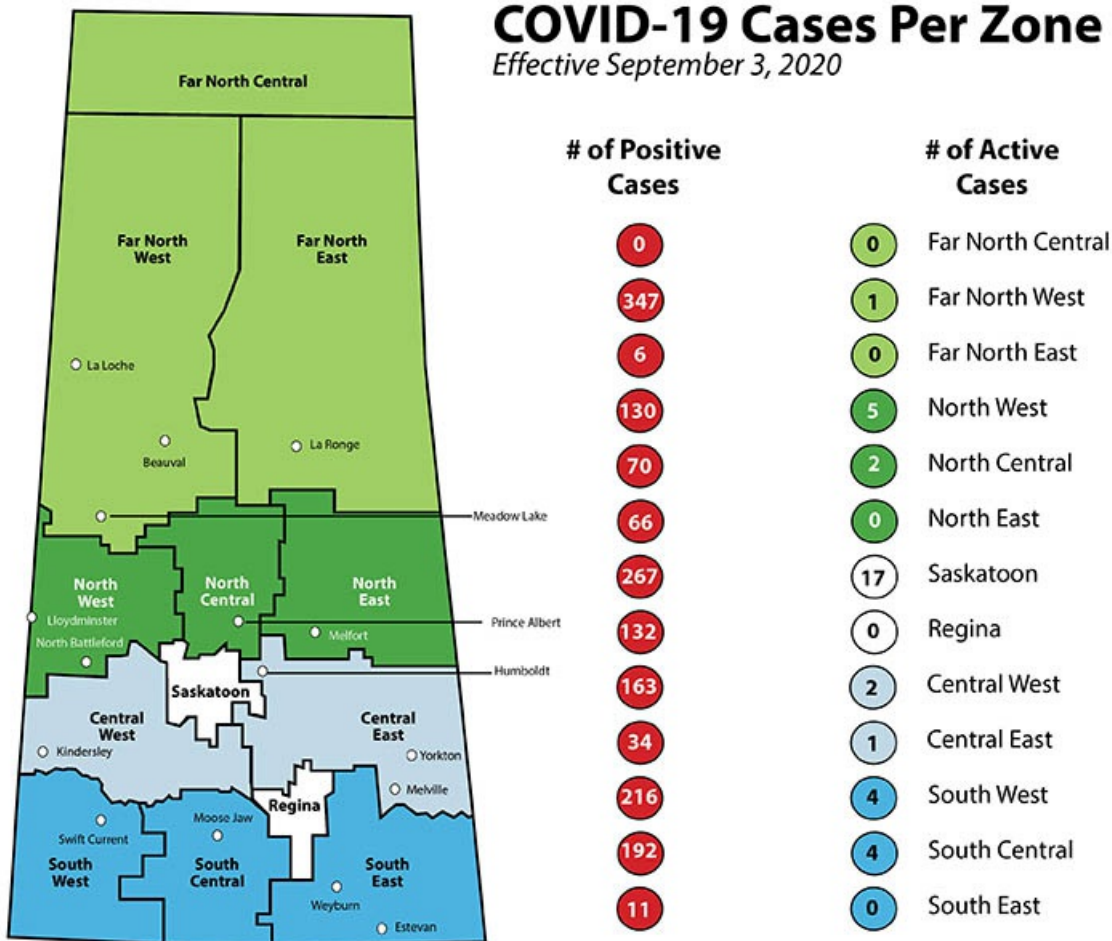 COVID-19 Cases Per Zone
Effective September 3, 2020
# of Positive
Cases
# of Active
Cases
0 0 Far North Central
347 1 Far North West
6 0 Far North East
130 5 North West
70 2 North Central
66 0 North East
267 17 Saskatoon
132 0 Regina
163 2 Central West
34 1 Central East
216 4 South West
192 4 South Central
11 0 South East
Far North Central
Far North
West
Far North
East
La Loche
La Ronge
Beauval
Meadow Lake
North
West
North
Central
North
East
Lloydminster
Prince Albert
Melfort
North Battleford
Humboldt
Saskatoon
Central
West
Central
East
Kindersley
Yorkton
Melville
Regina
Moose Jaw
Swift Current
South
West
South
Central
South
East
Weyburn
Estevan